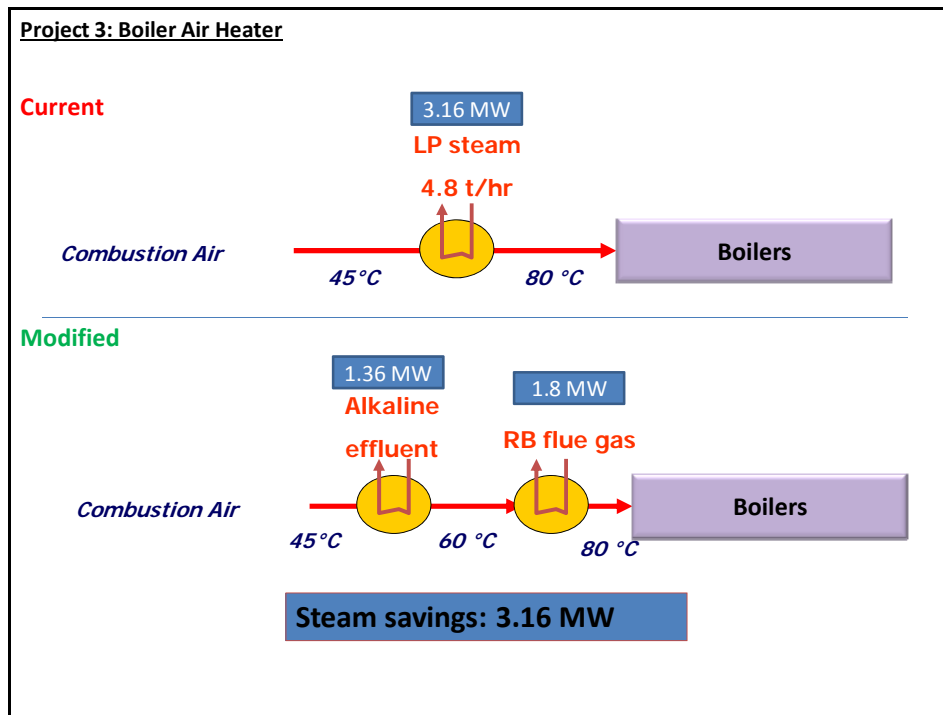 Project 3: Boiler Air Heater
Current
3.16 MW
LP steam
4.8 t/hr
Combustion Air
Boilers
45°C
80 °C
Modified
1.36 MW
1.8 MW
Alkaline
effluent
RB flue gas
Combustion Air
Boilers
45°C
60 °C
80 °C
Steam savings: 3.16 MW